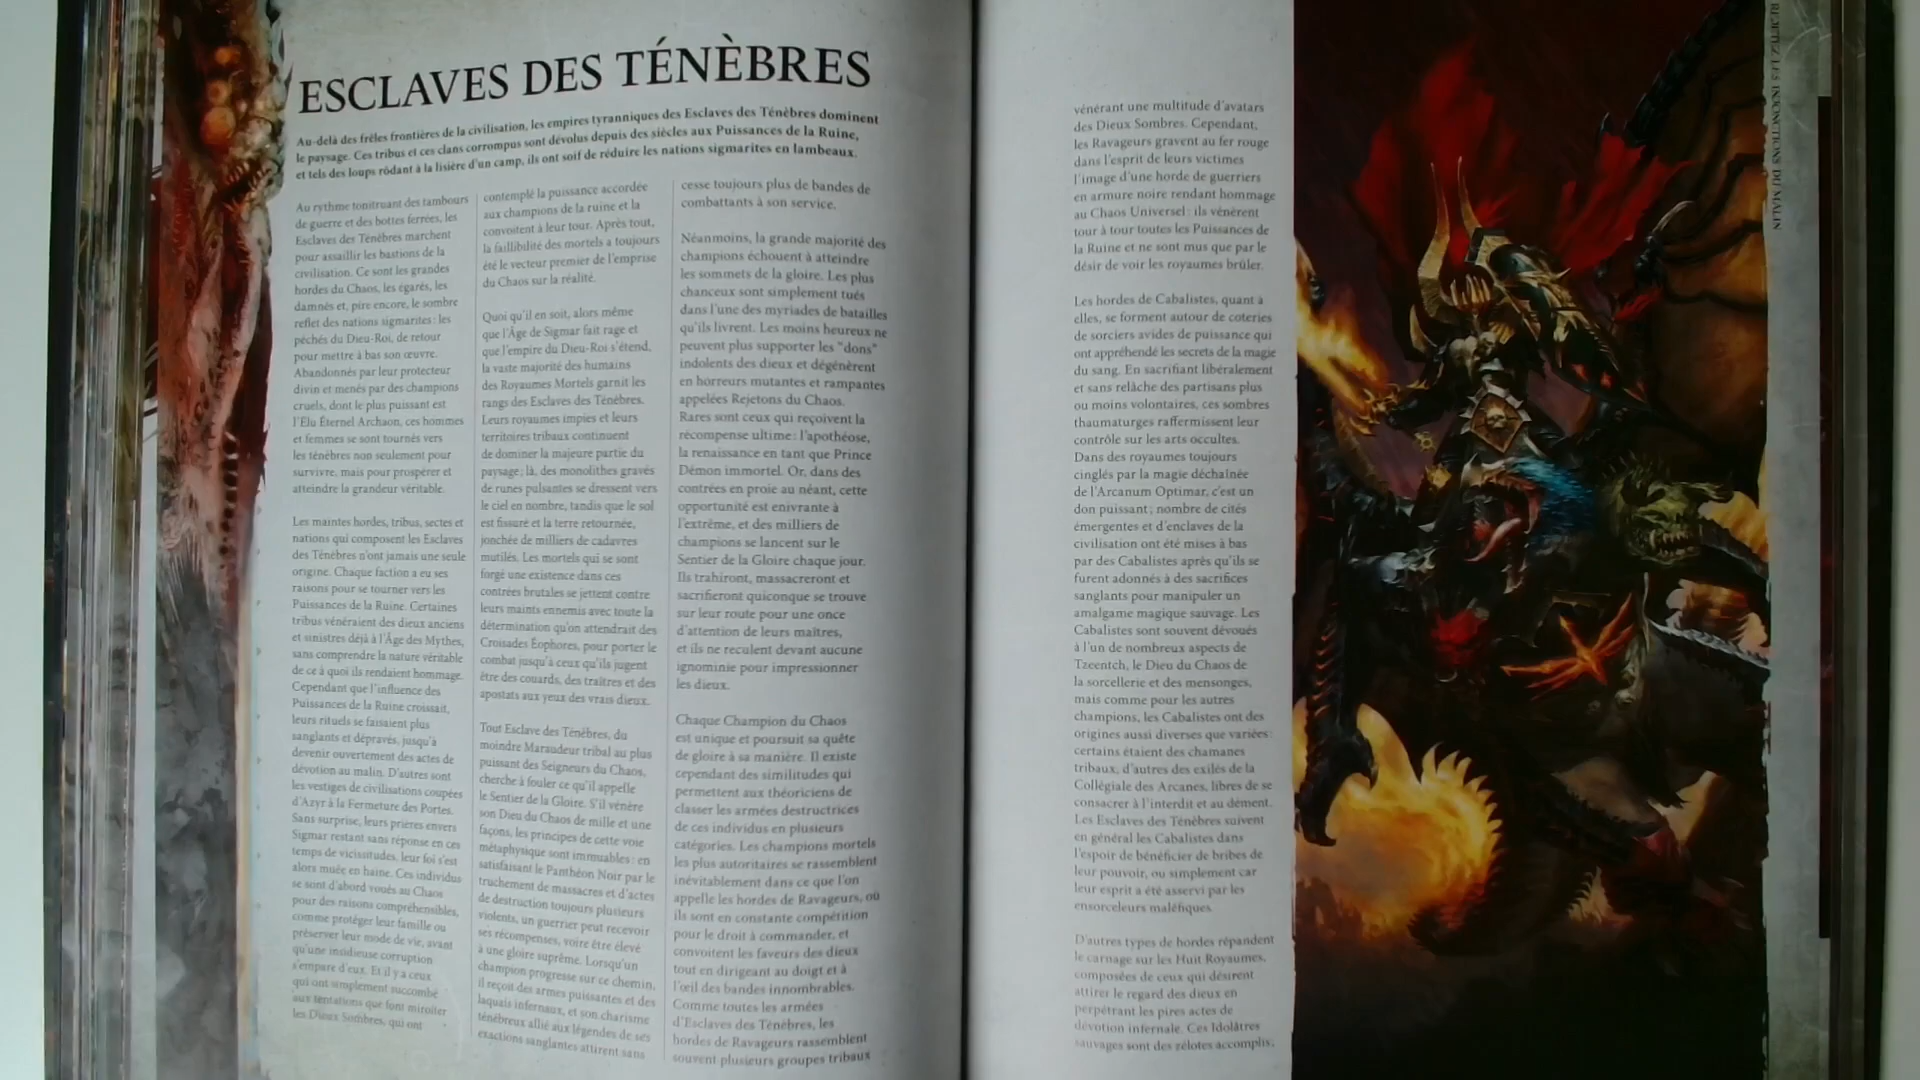 ESCLAVES DES TÉNÈBRES
Au-delà des frêles frontières de la civilisation, les empires tyranniques des Esclaves des Ténèbres dominent
le paysage. Ces tribus et ces clans corrompus sont dévolus depuis des siècles aux Puissances de la Ruine,
et tels des loups rôdant à la lisière d'un camp, ils ont soif de réduire les nations sigmarites en lambeaux.
Au rythme tonitruant des tambours
de guerre et des bottes ferrées, les
Esclaves des Ténèbres marchent
pour assaillir les bastions de la
civilisation. Ce sont les grandes
hordes du Chaos, les égarés, les
damnés et, pire encore, le sombre
reflet des nations sigmarites : les
péchés du Dieu-Roi, de retour
pour mettre à bas son œuvre.
Abandonnés par leur protecteur
divin et menés par des champions
cruels, dont le plus puissant est
l'Élu Éternel Archaon, ces hommes
et femmes se sont tournés vers
les ténèbres non seulement pour
survivre, mais pour prospérer et
atteindre la grandeur véritable.
Les maintes hordes, tribus, sectes et
nations qui composent les Esclaves
des Ténèbres n'ont jamais une seule
origine. Chaque faction a eu ses
raisons pour se tourner vers les
Puissances de la Ruine. Certaines
tribus vénéraient des dieux anciens
et sinistres déjà à l'Âge des Mythes,
sans comprendre la nature véritable
de ce à quoi ils rendaient hommage.
Cependant que l'influence des
Puissances de la Ruine croissait,
leurs rituels se faisaient plus
sanglants et dépravés, jusqu'à
devenir ouvertement des actes de
dévotion au malin. D'autres sont
les vestiges de civilisations coupées
d'Azyr à la Fermeture des Portes.
Sans surprise, leurs prières envers
Sigmar restant sans réponse en ces
temps de vicissitudes, leur foi s'est
alors muée en haine. Ces individus
se sont d'abord voués au Chaos
pour des raisons compréhensibles,
comme protéger leur famille ou
préserver leur mode de vie, avant
qu'une insidieuse corruption
s'empare d'eux. Et il y a ceux
qui ont simplement succombé
aux tentations que font miroiter
les Dieux Sombres, qui ont
contemplé la puissance accordée
aux champions de la ruine et la
convoitent à leur tour. Après tout,
la faillibilité des mortels a toujours
été le vecteur premier de l'emprise
du Chaos sur la réalité.
Quoi qu'il en soit, alors même
que l'Âge de Sigmar fait rage et
que l'empire du Dieu-Roi s'étend,
la vaste majorité des humains
des Royaumes Mortels garnit les
rangs des Esclaves des Ténèbres.
Leurs royaumes impies et leurs
territoires tribaux continuent
de dominer la majeure partie du
paysage ; là, des monolithes gravés
de runes pulsantes se dressent vers
le ciel en nombre, tandis que le sol
est fissuré et la terre retournée,
jonchée de milliers de cadavres
mutilés. Les mortels qui se sont
forgé une existence dans ces
contrées brutales se jettent contre
leurs maints ennemis avec toute la
détermination qu'on attendrait des
Croisades Éophores, pour porter le
combat jusqu'à ceux qu'ils jugent
être des couards, des traîtres et des
apostats aux yeux des vrais dieux.
Tout Esclave des Ténèbres, du
moindre Maraudeur tribal au plus
puissant des Seigneurs du Chaos,
cherche à fouler ce qu'il appelle
le Sentier de la Gloire. S'il vénère
son Dieu du Chaos de mille et une
façons, les principes de cette voie
métaphysique sont immuables : en
satisfaisant le Panthéon Noir par le
truchement de massacres et d'actes
de destruction toujours plusieurs
violents, un guerrier peut recevoir
ses récompenses, voire être élevé
à une gloire suprême. Lorsqu'un
champion progresse sur ce chemin,
il reçoit des armes puissantes et des
laquais infernaux, et son charisme
ténébreux allié aux légendes de ses
exactions sanglantes attirent sans
cesse toujours plus de bandes de
combattants à son service.
Néanmoins, la grande majorité des
champions échouent à atteindre
les sommets de la gloire. Les plus
chanceux sont simplement tués
dans l'une des myriades de batailles
qu'ils livrent. Les moins heureux ne
peuvent plus supporter les "dons"
indolents des dieux et dégénèrent
en horreurs mutantes et rampantes
appelées Rejetons du Chaos.
Rares sont ceux qui reçoivent la
récompense ultime : l'apothéose,
la renaissance en tant que Prince
Démon immortel. Or, dans des
contrées en proie au néant, cette
opportunité est enivrante à
l'extrême, et des milliers de
champions se lancent sur le
Sentier de la Gloire chaque jour.
Ils trahiront, massacreront et
sacrifieront quiconque se trouve
sur leur route pour une once
d'attention de leurs maîtres,
et ils ne reculent devant aucune
ignominie pour impressionner
les dieux.
Chaque Champion du Chaos
est unique et poursuit sa quête
de gloire à sa manière. Il existe
cependant des similitudes qui
permettent aux théoriciens de
classer les armées destructrices
de ces individus en plusieurs
catégories. Les champions mortels
les plus autoritaires se rassemblent
inévitablement dans ce que l'on
appelle les hordes de Ravageurs, où
ils sont en constante compétition
pour le droit à commander, et
convoitent les faveurs des dieux
tout en dirigeant au doigt et à
l'œil des bandes innombrables.
Comme toutes les armées
d'Esclaves des Ténèbres, les
hordes de Ravageurs rassemblent
souvent plusieurs groupes tribaux
vénérant une multitude d'avatars
des Dieux Sombres. Cependant,
les Ravageurs gravent au fer rouge
dans l'esprit de leurs victimes
l'image d'une horde de guerriers
en armure noire rendant hommage
au Chaos Universel : ils vénèrent
tour à tour toutes les Puissances de
la Ruine et ne sont mus que par le
désir de voir les royaumes brûler.
Les hordes de Cabalistes, quant à
elles, se forment autour de coteries
de sorciers avides de puissance qui
ont appréhendé les secrets de la magie
du sang. En sacrifiant libéralement
et sans relâche des partisans plus
ou moins volontaires, ces sombres
thaumaturges raffermissent leur
contrôle sur les arts occultes.
Dans des royaumes toujours
cinglés par la magie déchaînée
de l'Arcanum Optimar, c'est un
don puissant ; nombre de cités
émergentes et d'enclaves de la
civilisation ont été mises à bas
par des Cabalistes après qu'ils se
furent adonnés à des sacrifices
sanglants pour manipuler un
amalgame magique sauvage. Les
Cabalistes sont souvent dévoués
à l'un de nombreux aspects de
Tzeentch, le Dieu du Chaos de
la sorcellerie et des mensonges,
mais comme pour les autres
champions, les Cabalistes ont des
origines aussi diverses que variées :
certains étaient des chamanes
tribaux, d'autres des exilés de la
Collégiale des Arcanes, libres de se
consacrer à l'interdit et au dément.
Les Esclaves des Ténèbres suivent
en général les Cabalistes dans
l'espoir de bénéficier de bribes de
leur pouvoir, ou simplement car
leur esprit a été asservi par les
ensorceleurs maléfiques.
D'autres types de hordes répandent
le carnage sur les Huit Royaumes,
composées de ceux qui désirent
attirer le regard des dieux en
perpétrant les pires actes de
dévotion infernale. Ces Idolâtres
sauvages sont des zélotes accomplis,
LES INJONCTIONS DU MALIN